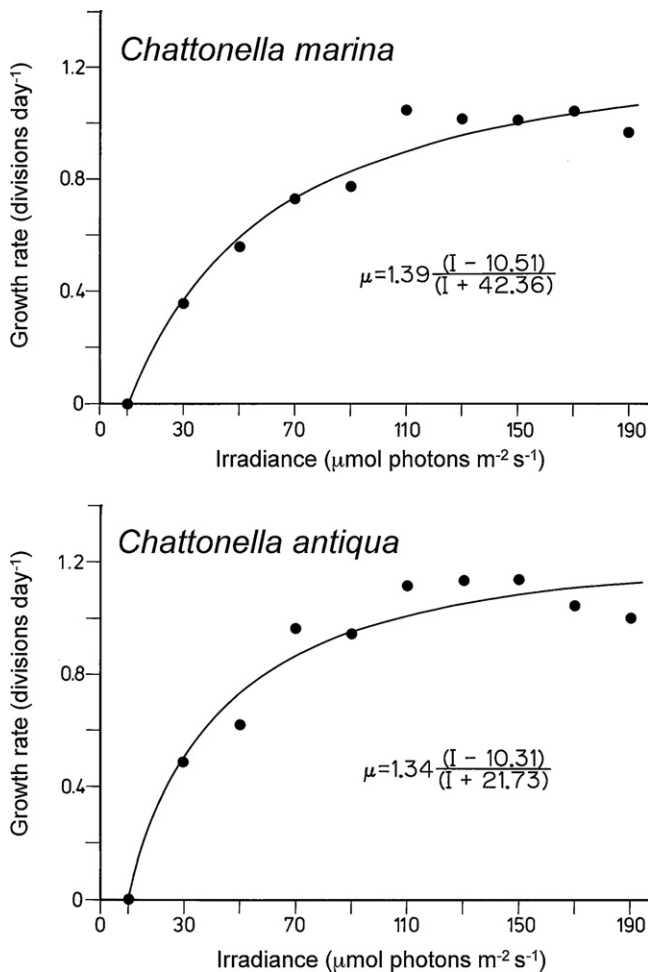 Chattonella marina
Growth rate (divisions day⁻¹)
1.2
0.8
0.4
0
μ=1.39 (I - 10.51)/(I + 42.36)
0 30 70 110 150 190
Irradiance (μmol photons m⁻² s⁻¹)
Chattonella antiqua
Growth rate (divisions day⁻¹)
1.2
0.8
0.4
0
μ=1.34 (I - 10.31)/(I + 21.73)
0 30 70 110 150 190
Irradiance (μmol photons m⁻² s⁻¹)